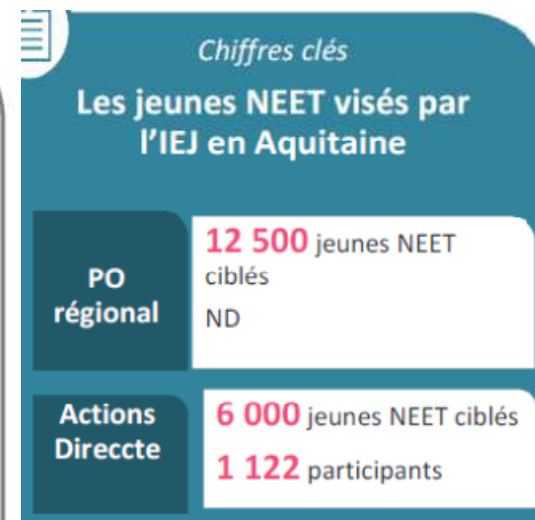 Chiffres clés
Les jeunes NEET visés par
l'IEJ en Aquitaine
PO
régional
12 500 jeunes NEET
ciblés
ND
Actions
Direccte
6 000 jeunes NEET ciblés
1 122 participants